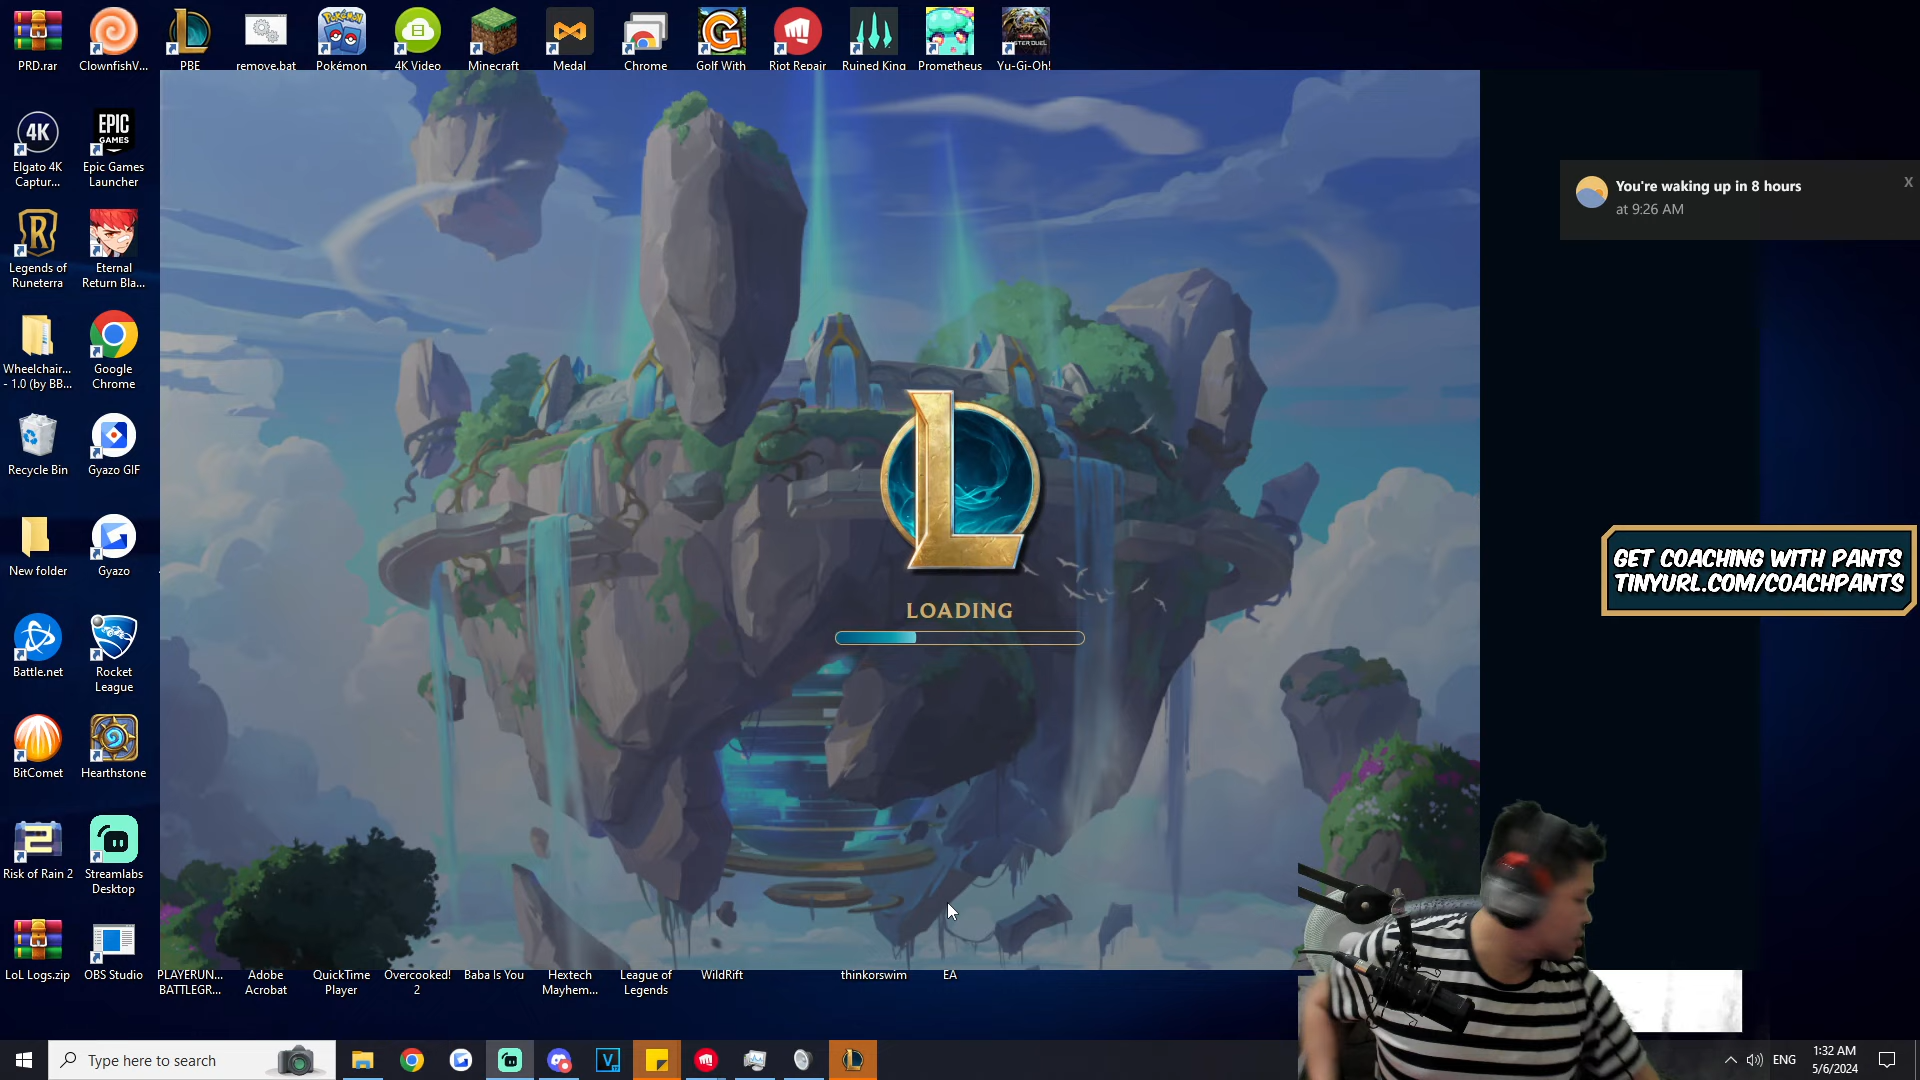 PRD.rar
ClownfishV...
PBE
remove.bat
Pokémon
4K Video
Minecraft
Medal
Chrome
Golf With
Riot Repair
Ruined King
Prometheus
Yu-Gi-Oh!
MASTER DUEL
4K
EPIC
GAMES
Elgato 4K
Captur...
Epic Games
Launcher
You're waking up in 8 hours
X
at 9:26 AM
Legends of
Runeterra
Eternal
Return Bla...
Wheelchair...
- 1.0 (by BB...
Google
Chrome
Recycle Bin
Gyazo GIF
New folder
Gyazo
GET COACHING WITH PANTS
TINYURL.COM/COACHPANTS
LOADING
Battle.net
Rocket
League
BitComet
Hearthstone
Risk of Rain 2
Streamlabs
Desktop
LoL Logs.zip
OBS Studio
PLAYERUN...
BATTLEGR...
Adobe
Acrobat
QuickTime
Player
Overcooked!
2
Baba Is You
Hextech
Mayhem...
League of
Legends
WildRift
thinkorswim
EA
Type here to search
ENG
1:32 AM
5/6/2024